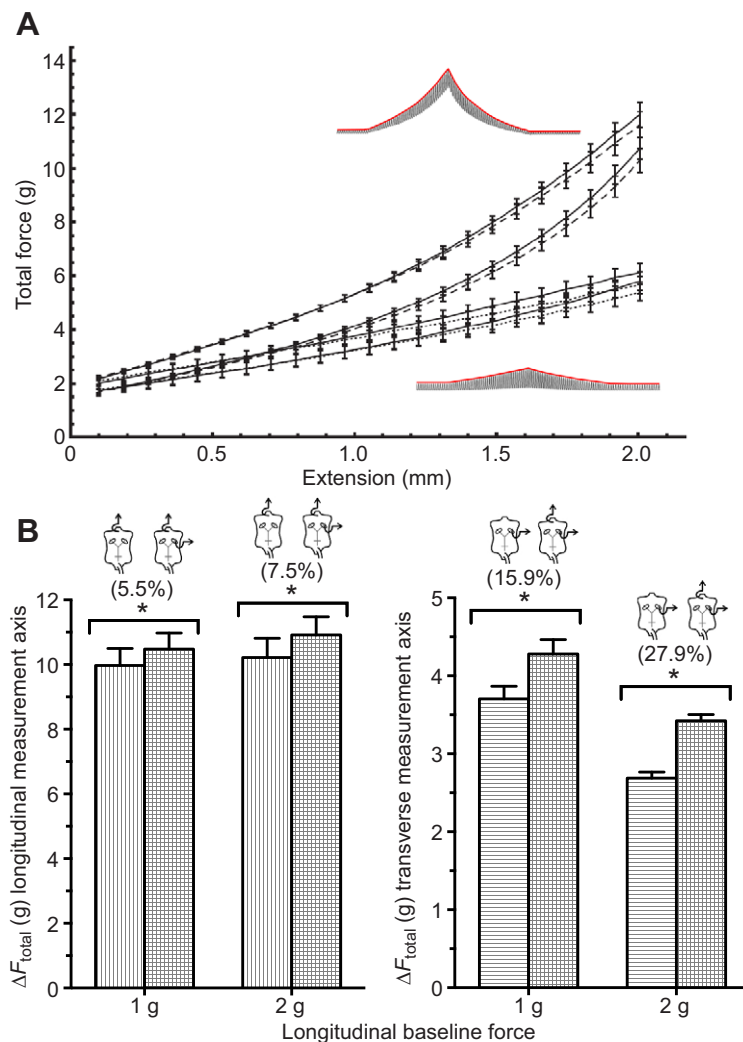 A
Total force (g)
14
12
10
8
6
4
2
0
0 0.5 1.0 1.5 2.0
Extension (mm)
B
(5.5%)
*
(7.5%)
*
(15.9%)
*
(27.9%)
*
ΔFtotal (g) longitudinal measurement axis
12
10
8
6
4
2
0
1 g 2 g
ΔFtotal (g) transverse measurement axis
5
4
3
2
1
0
1 g 2 g
Longitudinal baseline force